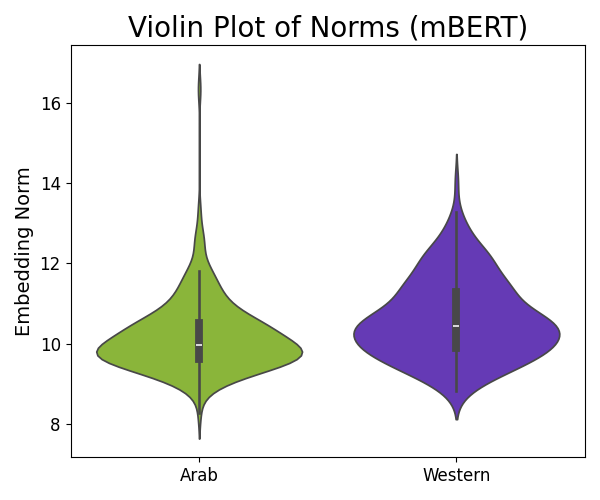 Violin Plot of Norms (mBERT)
Embedding Norm
16
14
12
10
8
Arab
Western